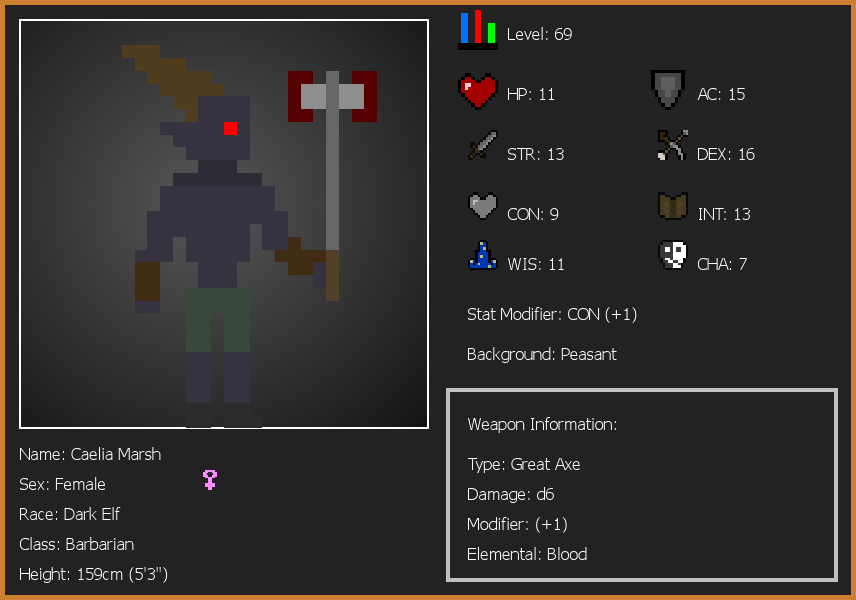 Level: 69
HP: 11
AC: 15
STR: 13
DEX: 16
CON: 9
INT: 13
WIS: 11
CHA: 7
Stat Modifier: CON (+1)
Background: Peasant
Weapon Information:
Type: Great Axe
Damage: d6
Modifier: (+1)
Elemental: Blood
Name: Caelia Marsh
Sex: Female
Race: Dark Elf
Class: Barbarian
Height: 159cm (5'3")